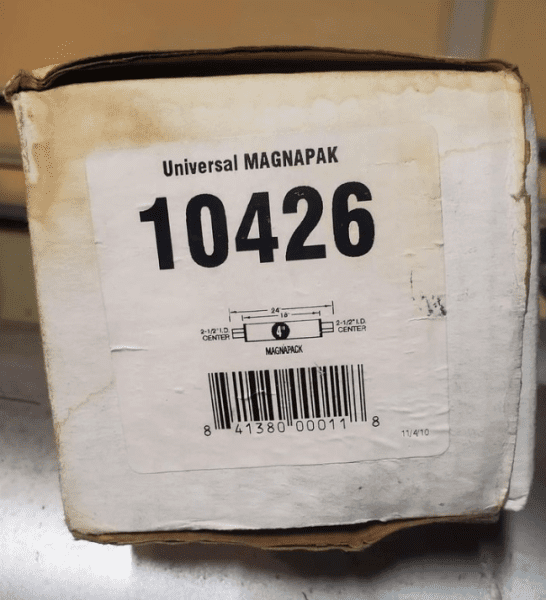 Universal MAGNAPAK
10426
24"
18"
2-1/2" I.D. 4" 2-1/2" I.D.
CENTER CENTER
MAGNAPACK
8 41380 00011 8
11/4/10